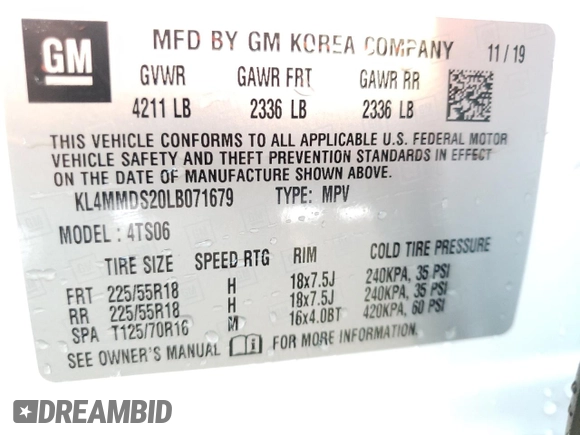 GM
MFD BY GM KOREA COMPANY 11/19
GVWR GAWR FRT GAWR RR
4211 LB 2336 LB 2336 LB
THIS VEHICLE CONFORMS TO ALL APPLICABLE U.S. FEDERAL MOTOR
VEHICLE SAFETY AND THEFT PREVENTION STANDARDS IN EFFECT
ON THE DATE OF MANUFACTURE SHOWN ABOVE.
KL4MMDS20LB071679 TYPE: MPV
MODEL: 4TS06
TIRE SIZE SPEED RTG RIM COLD TIRE PRESSURE
FRT 225/55R18 H 18x7.5J 240KPA, 35 PSI
RR 225/55R18 H 18x7.5J 240KPA, 35 PSI
SPA T125/70R16 M 16x4.0BT 420KPA, 60 PSI
SEE OWNER'S MANUAL FOR MORE INFORMATION.
DREAMBID